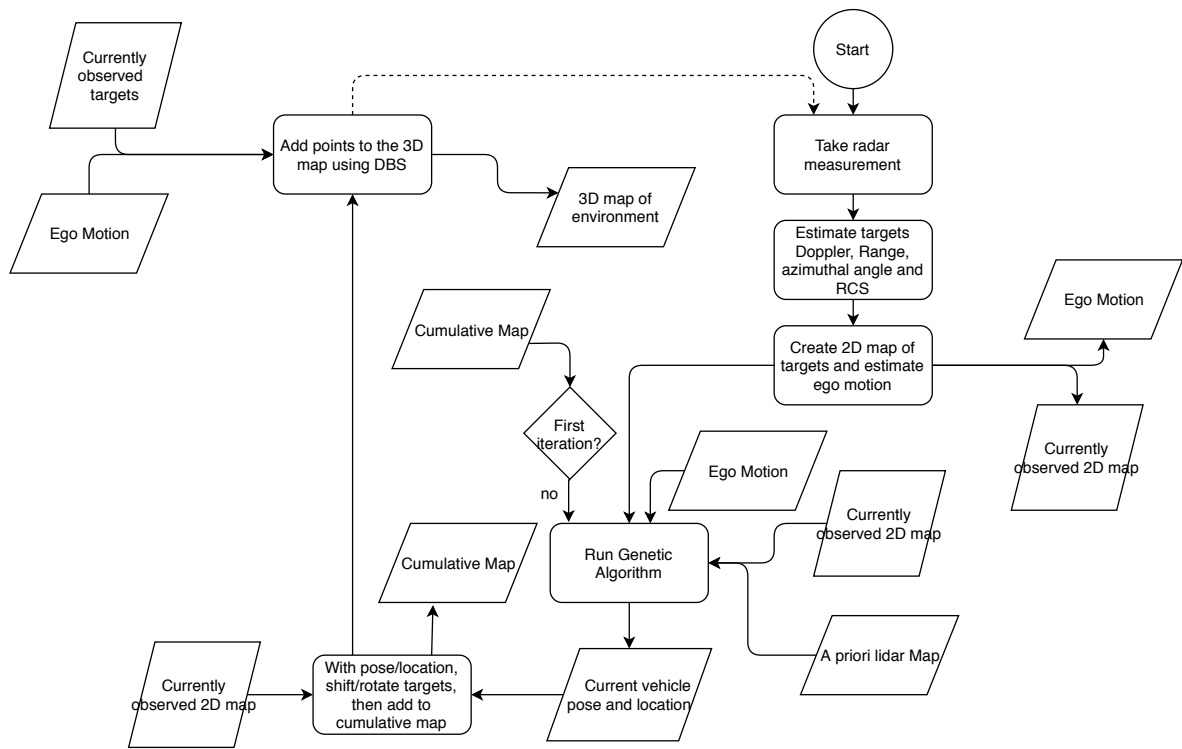 Start
Currently
observed
targets
Add points to the 3D
map using DBS
Take radar
measurement
Ego Motion
3D map of
environment
Estimate targets
Doppler, Range,
azimuthal angle and
RCS
Ego Motion
Cumulative Map
Create 2D map of
targets and estimate
ego motion
First
iteration?
Currently
observed 2D map
Ego Motion
no
Currently
observed 2D map
Run Genetic
Algorithm
Cumulative Map
A priori lidar Map
Currently
observed 2D map
With pose/location,
shift/rotate targets,
then add to
cumulative map
Current vehicle
pose and location